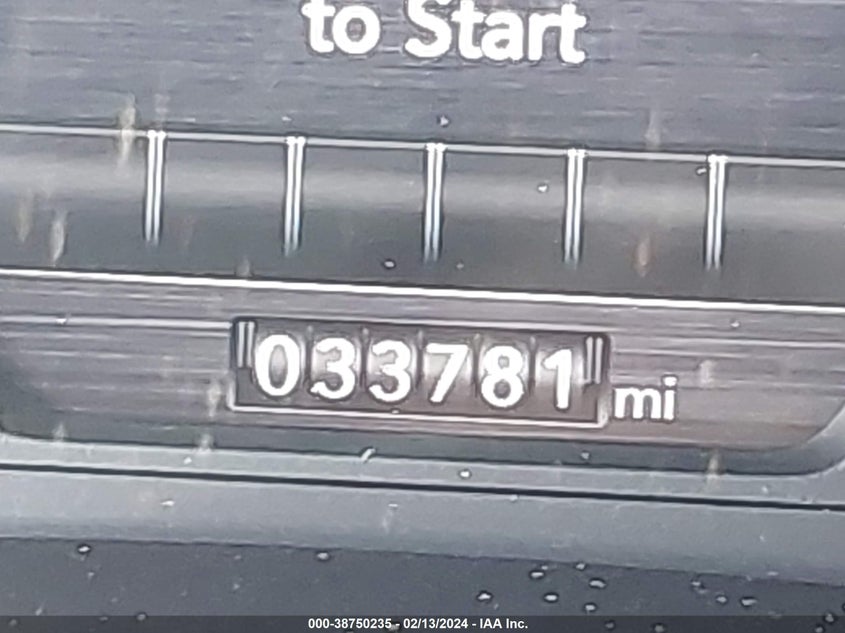 to Start
033781 mi
000-38750235 - 02/13/2024 - IAA Inc.